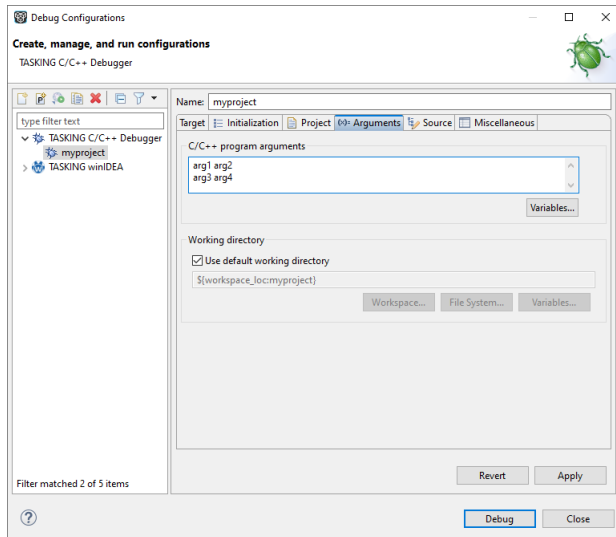 Debug Configurations
Create, manage, and run configurations
TASKING C/C++ Debugger
type filter text
TASKING C/C++ Debugger
myproject
TASKING winIDEA
Filter matched 2 of 5 items
Name: myproject
Target Initialization Project (x)= Arguments Source Miscellaneous
C/C++ program arguments
arg1 arg2
arg3 arg4
Variables...
Working directory
Use default working directory
${workspace_loc:myproject}
Workspace... File System... Variables...
Revert Apply
Debug Close